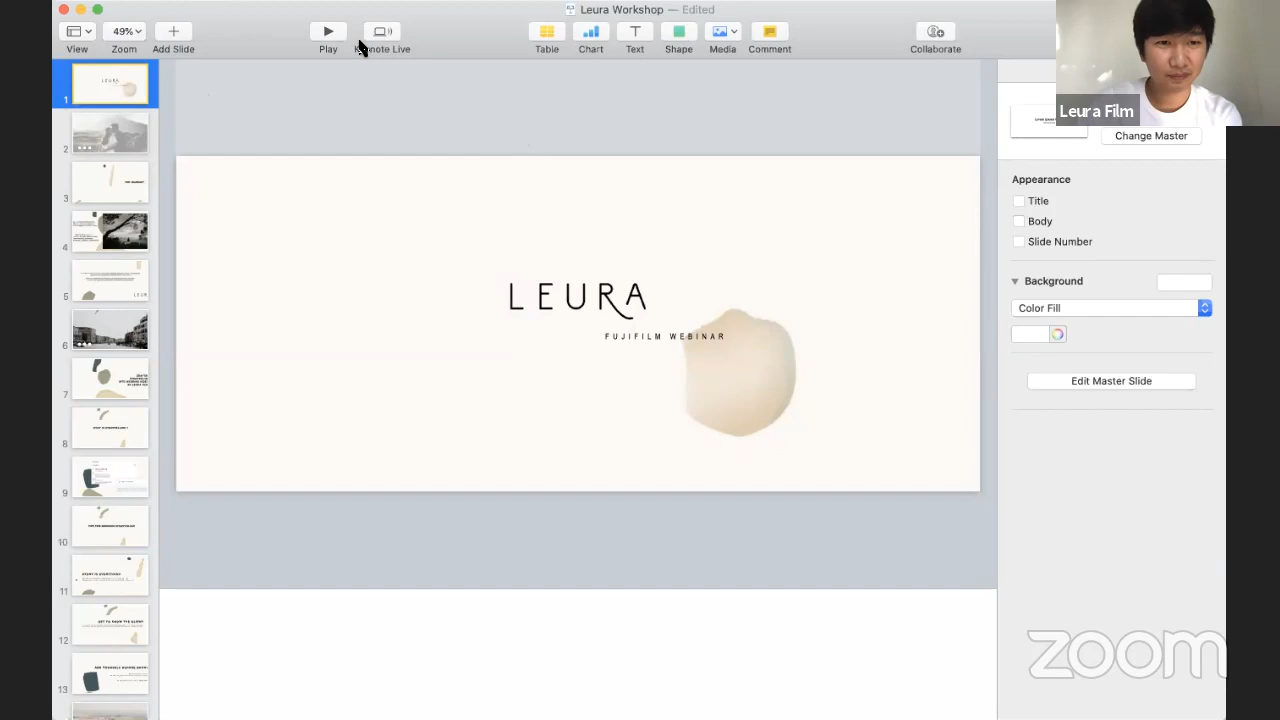 Leura Workshop — Edited
49%
View
Zoom
Add Slide
Play
Keynote Live
Table
Chart
Text
Shape
Media
Comment
Collaborate
Leura Film
Change Master
Appearance
Title
Body
Slide Number
Background
Color Fill
Edit Master Slide
LEURA
FUJIFILM WEBINAR
1
2
3
4
5
6
7
8
9
10
11
12
13
zoom